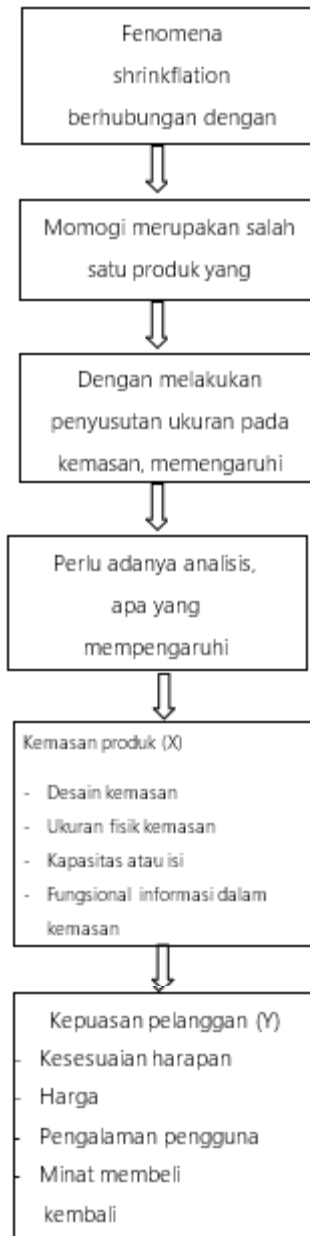 Fenomena
shrinkflation
berhubungan dengan
Momogi merupakan salah
satu produk yang
Dengan melakukan
penyusutan ukuran pada
kemasan, memengaruhi
Perlu adanya analisis,
apa yang
mempengaruhi
Kemasan produk (X)
- Desain kemasan
- Ukuran fisik kemasan
- Kapasitas atau isi
- Fungsional informasi dalam
kemasan
Kepuasan pelanggan (Y)
- Kesesuaian harapan
- Harga
- Pengalaman pengguna
- Minat membeli
kembali